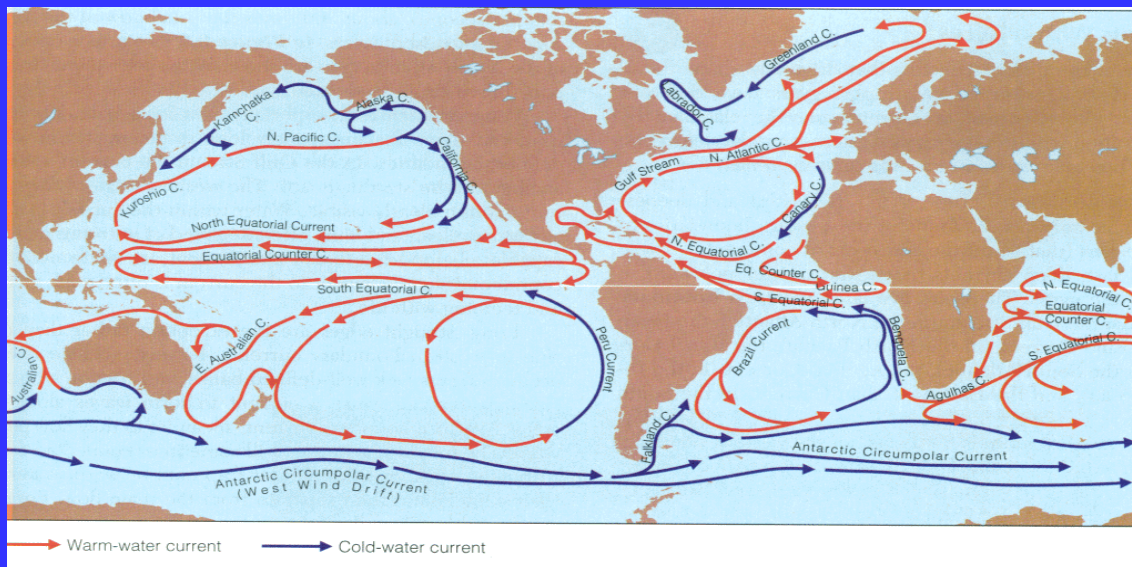 Greenland C.
Labrador C.
Kamchatka
C.
Alaska C.
N. Pacific C.
California C.
Gulf Stream
N. Atlantic C.
Kuroshio C.
Canary C.
North Equatorial Current
N. Equatorial C.
Equatorial Counter C.
Eq. Counter C.
Guinea C.
South Equatorial C.
S. Equatorial C.
N. Equatorial C.
Equatorial
Counter C.
S. Equatorial C.
E. Australian C.
Peru Current
Brazil Current
Benguela C.
Agulhas C.
Australian C.
Falkland C.
Antarctic Circumpolar Current
(West Wind Drift)
Antarctic Circumpolar Current
Warm-water current
Cold-water current